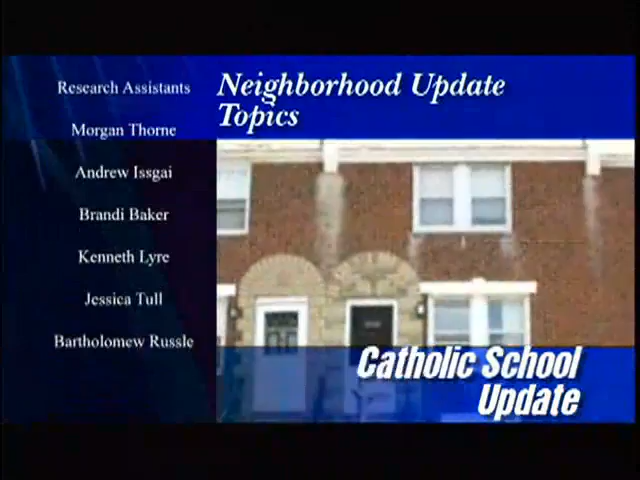 Research Assistants
Morgan Thorne
Andrew Issgai
Brandi Baker
Kenneth Lyre
Jessica Tull
Bartholomew Russle
Neighborhood Update
Topics
Catholic School
Update